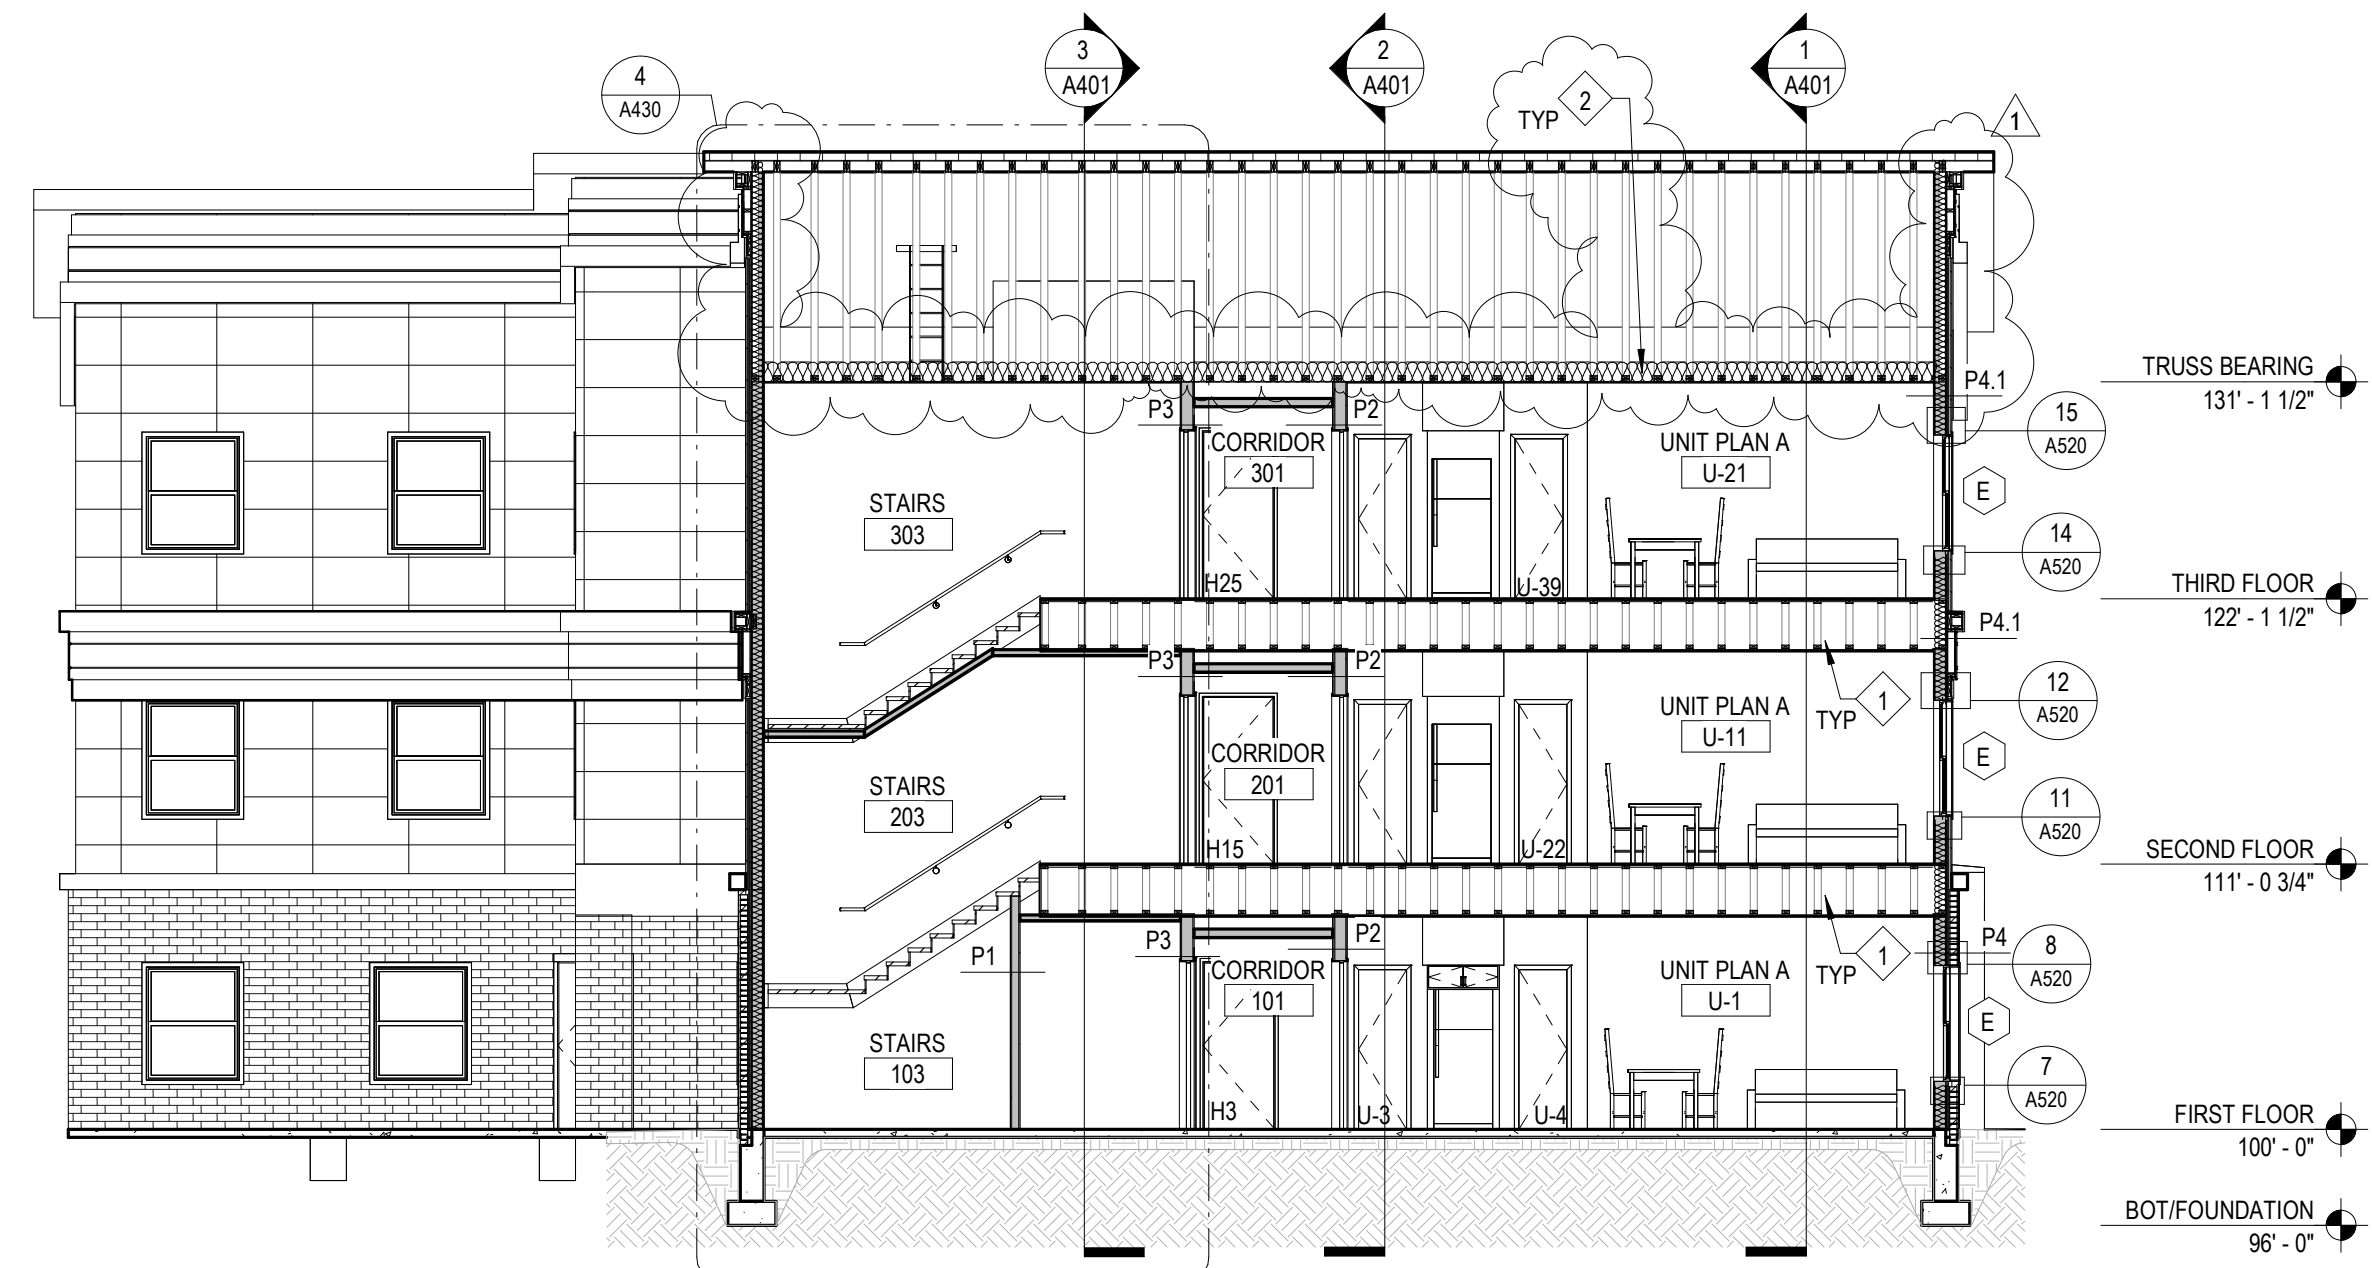 3
A401
2
A401
1
A401
4
A430
TYP
2
1
TRUSS BEARING
131' - 1 1/2"
P4.1
15
A520
P3
P2
CORRIDOR
301
UNIT PLAN A
U-21
E
STAIRS
303
14
A520
H25
U-39
THIRD FLOOR
122' - 1 1/2"
P4.1
P3
P2
12
A520
UNIT PLAN A
U-11
TYP
1
CORRIDOR
201
E
STAIRS
203
11
A520
H15
U-22
SECOND FLOOR
111' - 0 3/4"
P3
P2
P4
P1
8
A520
CORRIDOR
101
UNIT PLAN A
U-1
TYP
1
E
STAIRS
103
7
A520
H3
U-3
U-4
FIRST FLOOR
100' - 0"
BOT/FOUNDATION
96' - 0"